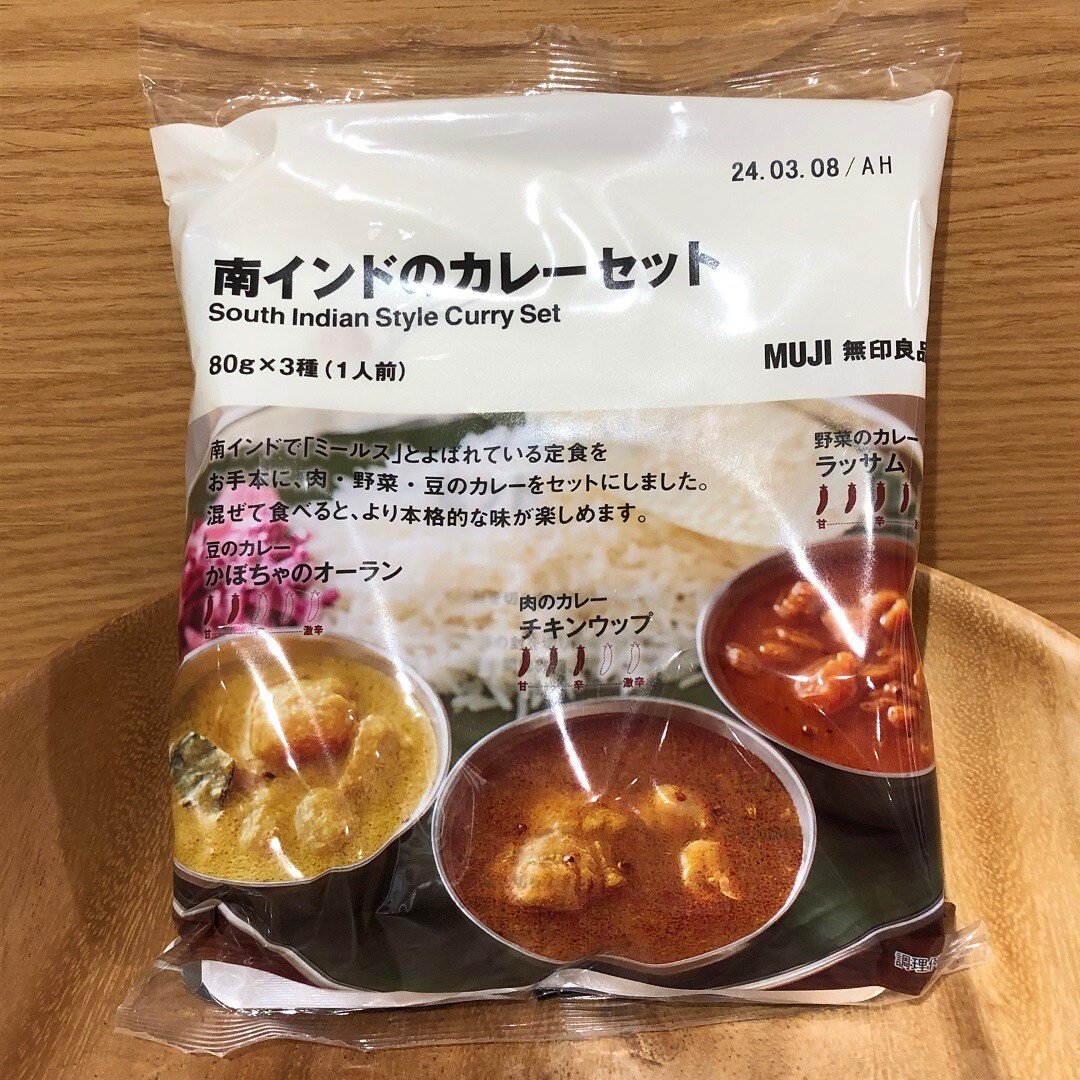 24.03.08/AH
南インドのカレーセット
South Indian Style Curry Set
80g×3種(1人前)
MUJI 無印良品
南インドで「ミールス」とよばれている定食を
お手本に、肉・野菜・豆のカレーをセットにしました。
混ぜて食べると、より本格的な味が楽しめます。
野菜のカレー
ラッサム
甘 辛
豆のカレー
かぼちゃのオーラン
甘 激辛
肉のカレー
チキンウップ
甘 辛 激辛
調理